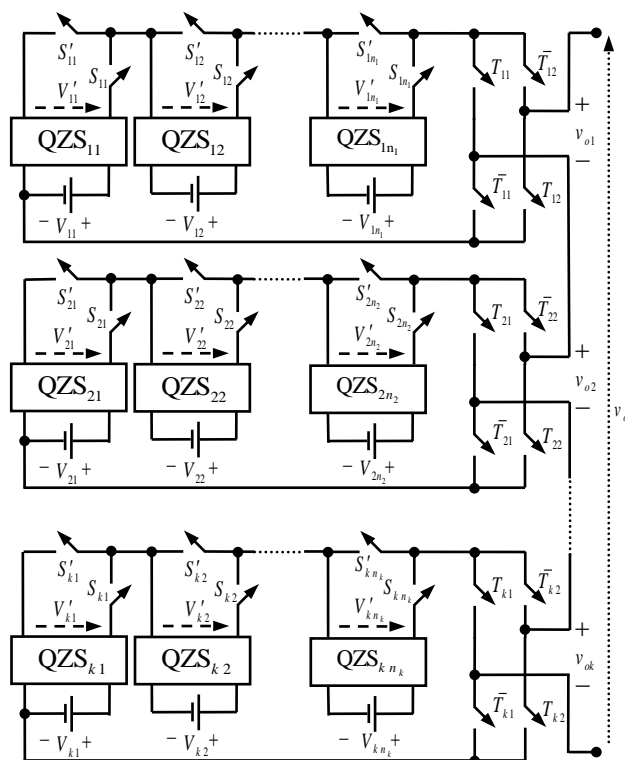 S′₁₁ S₁₁ S′₁₂ S₁₂ S′₁ₙ₁ S₁ₙ₁ T₁₁ T̄₁₂
V′₁₁ V′₁₂ V′₁ₙ₁ + vₒ₁ −
QZS₁₁ QZS₁₂ QZS₁ₙ₁
T̄₁₁ T₁₂
− V₁₁ + − V₁₂ + − V₁ₙ₁ +
S′₂₁ S₂₁ S′₂₂ S₂₂ S′₂ₙ₂ S₂ₙ₂ T₂₁ T̄₂₂
V′₂₁ V′₂₂ V′₂ₙ₂ + vₒ₂ −
QZS₂₁ QZS₂₂ QZS₂ₙ₂
T̄₂₁ T₂₂
− V₂₁ + − V₂₂ + − V₂ₙ₂ +
S′ₖ₁ Sₖ₁ S′ₖ₂ Sₖ₂ S′ₖₙₖ Sₖₙₖ Tₖ₁ T̄ₖ₂
V′ₖ₁ V′ₖ₂ V′ₖₙₖ + vₒₖ −
QZSₖ₁ QZSₖ₂ QZSₖₙₖ
T̄ₖ₁ Tₖ₂
− Vₖ₁ + − Vₖ₂ + − Vₖₙₖ +
vₒ